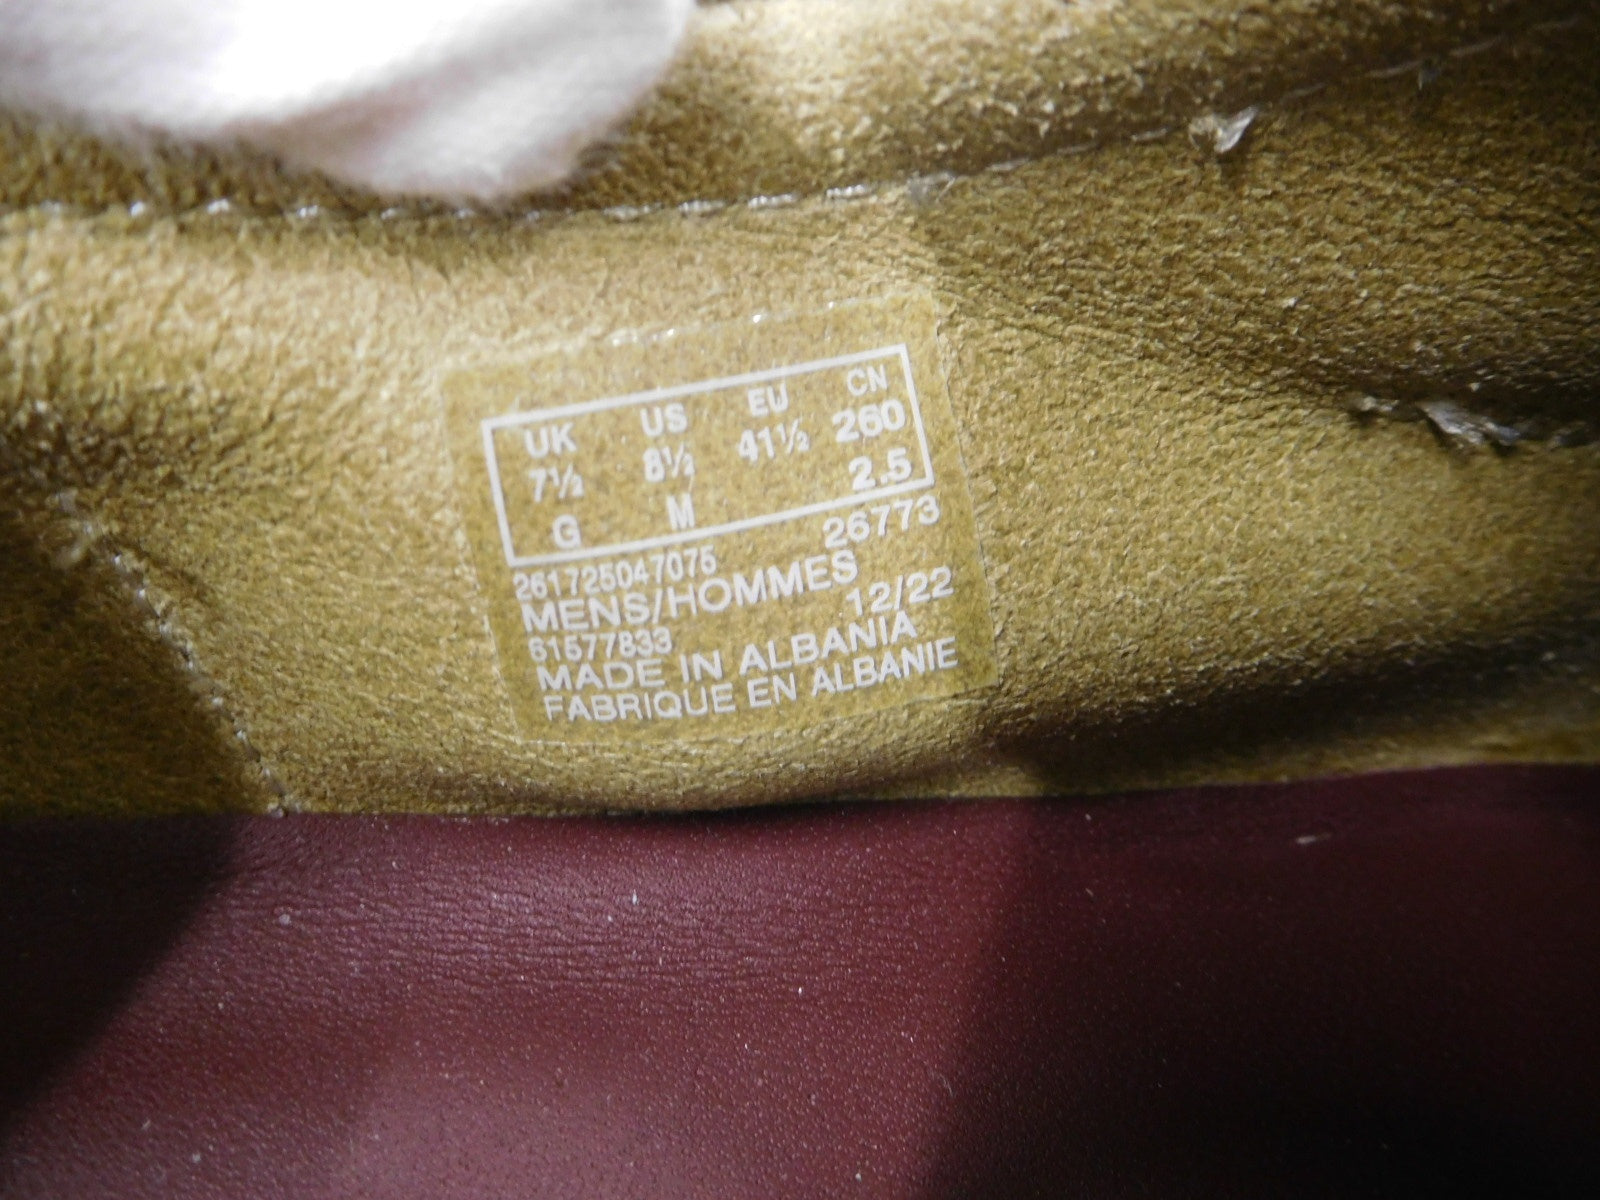 UK US EU CN
7½ 8½ 41½ 260
G M 2.5
261725047075 26773
MENS/HOMMES
61577833 12/22
MADE IN ALBANIA
FABRIQUE EN ALBANIE